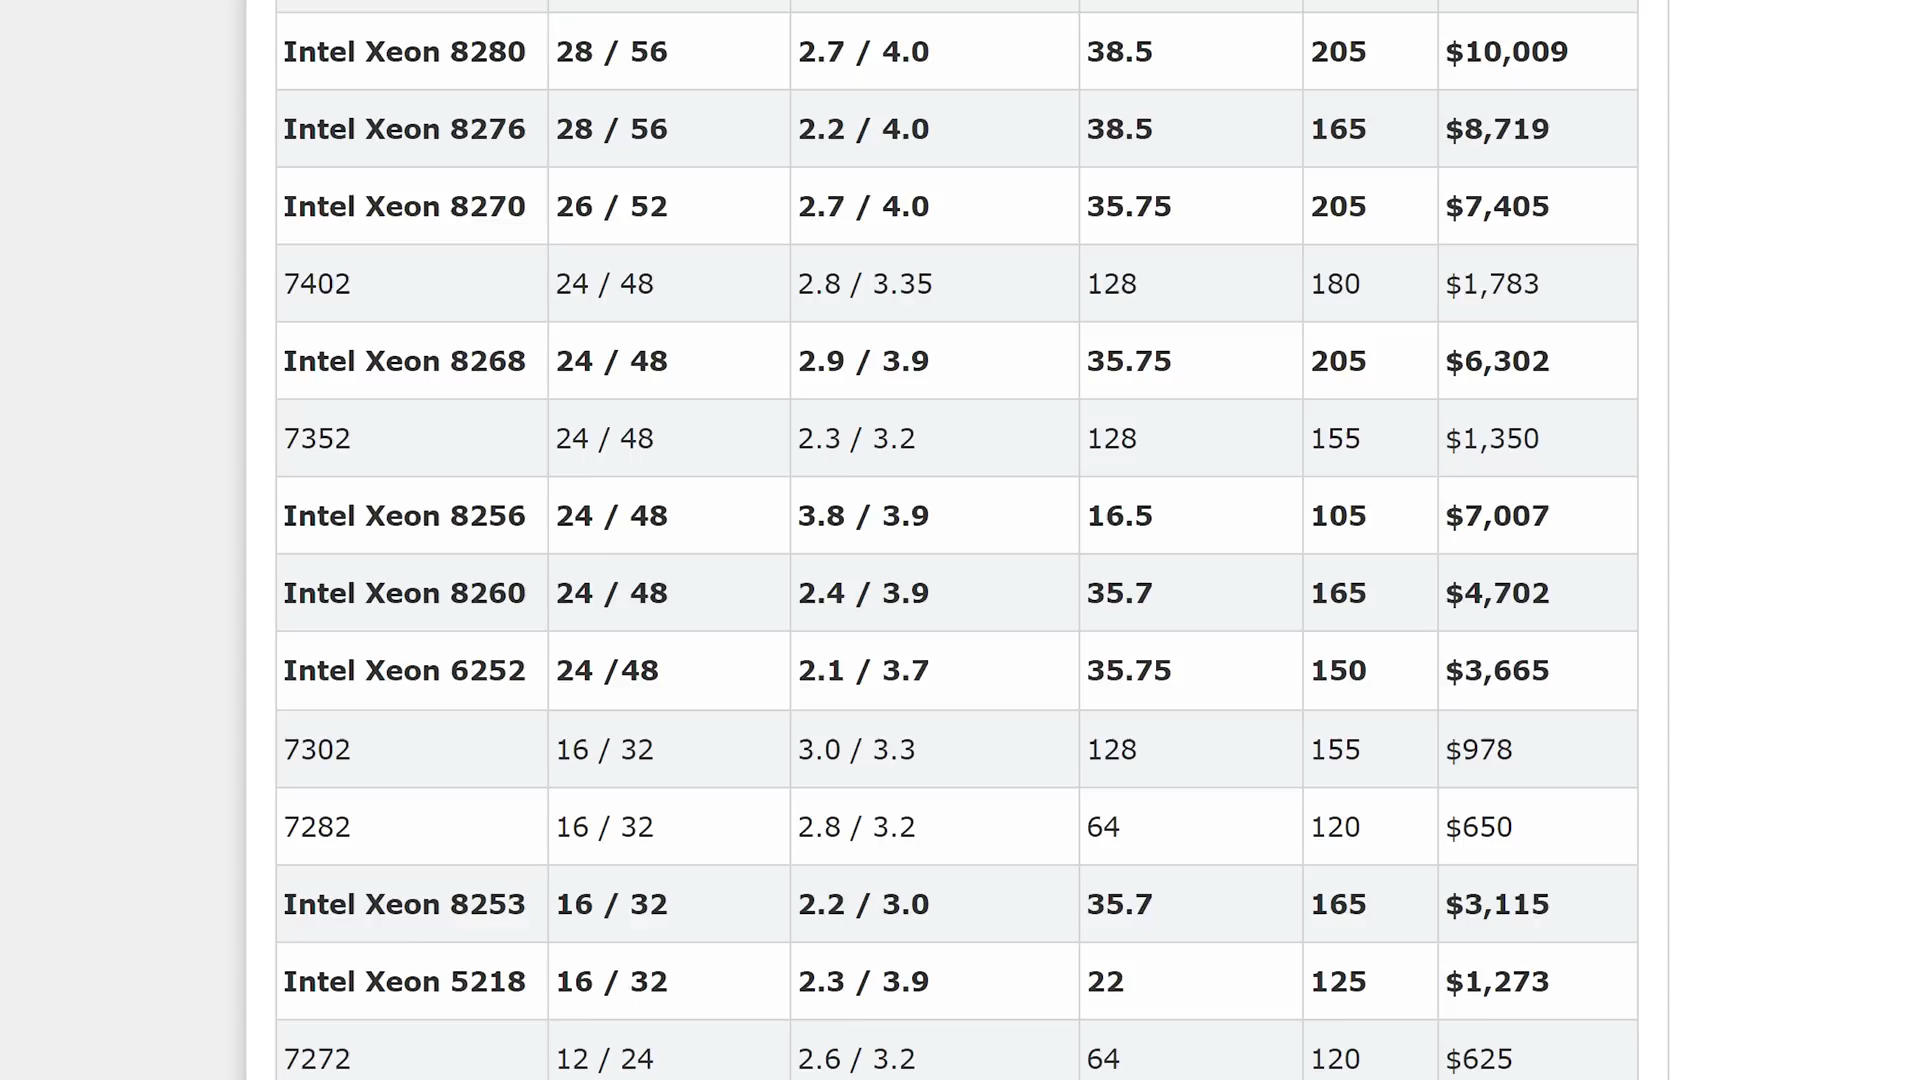 Intel Xeon 8280 28 / 56 2.7 / 4.0 38.5 205 $10,009
Intel Xeon 8276 28 / 56 2.2 / 4.0 38.5 165 $8,719
Intel Xeon 8270 26 / 52 2.7 / 4.0 35.75 205 $7,405
7402 24 / 48 2.8 / 3.35 128 180 $1,783
Intel Xeon 8268 24 / 48 2.9 / 3.9 35.75 205 $6,302
7352 24 / 48 2.3 / 3.2 128 155 $1,350
Intel Xeon 8256 24 / 48 3.8 / 3.9 16.5 105 $7,007
Intel Xeon 8260 24 / 48 2.4 / 3.9 35.7 165 $4,702
Intel Xeon 6252 24 /48 2.1 / 3.7 35.75 150 $3,665
7302 16 / 32 3.0 / 3.3 128 155 $978
7282 16 / 32 2.8 / 3.2 64 120 $650
Intel Xeon 8253 16 / 32 2.2 / 3.0 35.7 165 $3,115
Intel Xeon 5218 16 / 32 2.3 / 3.9 22 125 $1,273
7272 12 / 24 2.6 / 3.2 64 120 $625